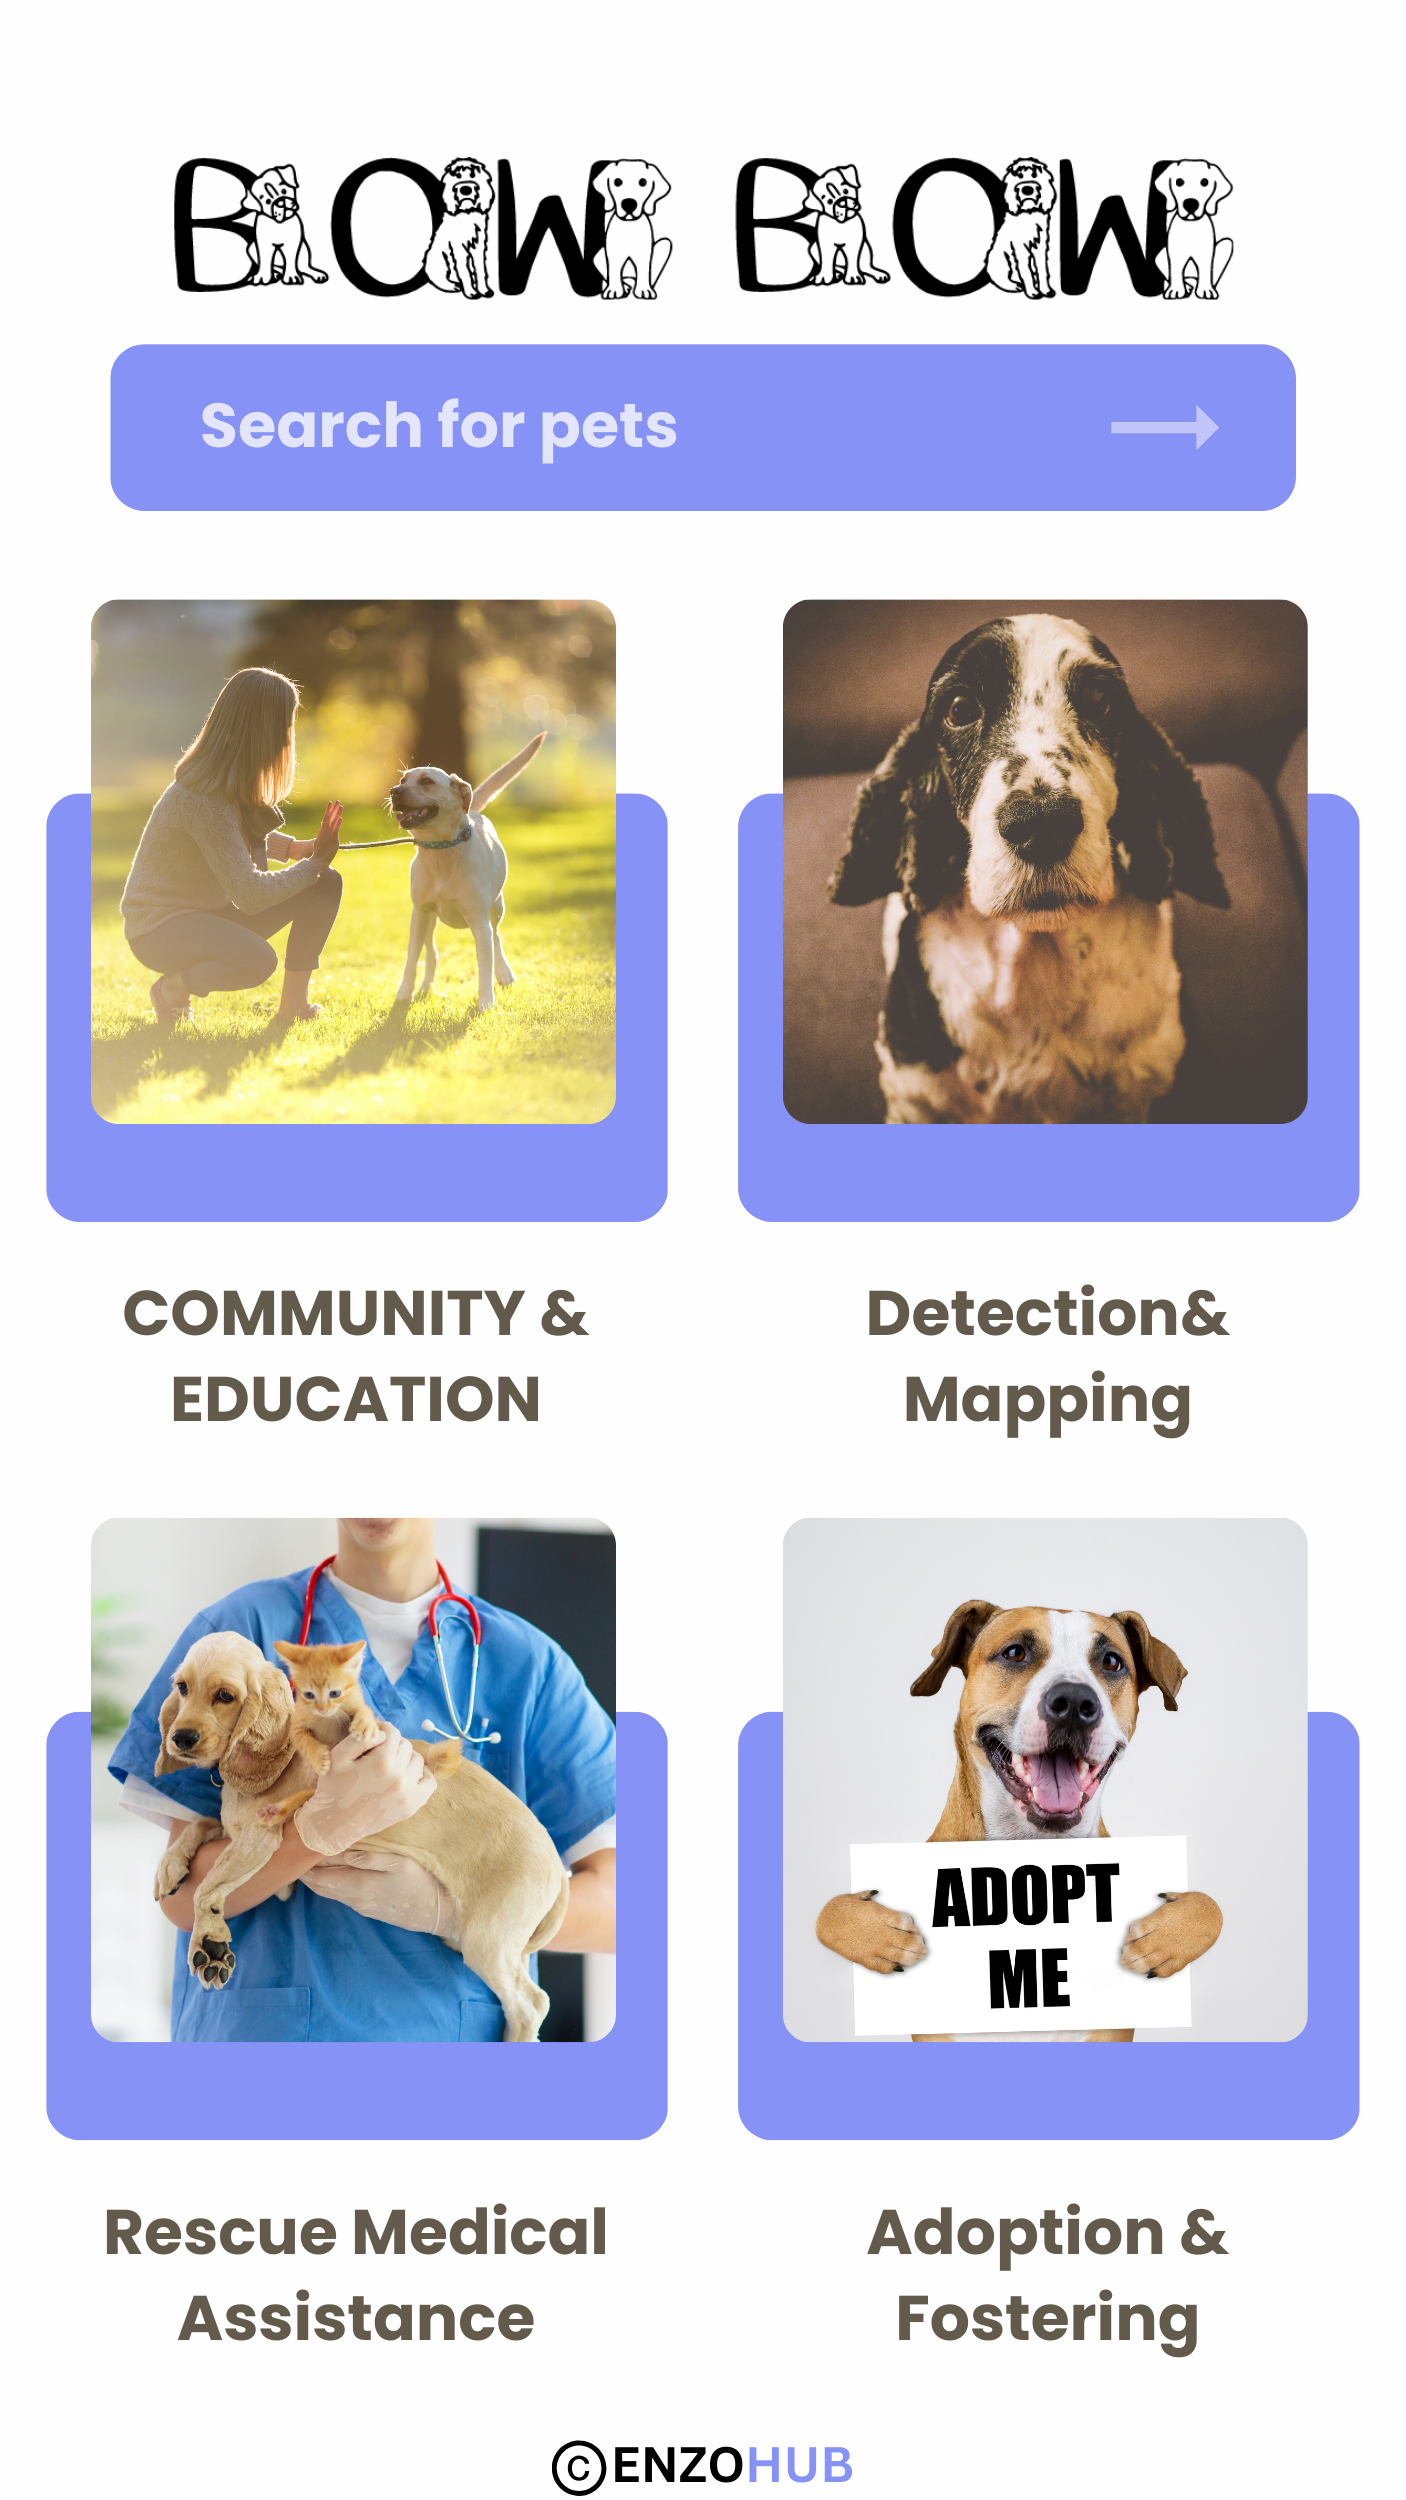 BOW BOW
Search for pets
COMMUNITY &
EDUCATION
Detection&
Mapping
ADOPT
ME
Rescue Medical
Assistance
Adoption &
Fostering
©ENZOHUB